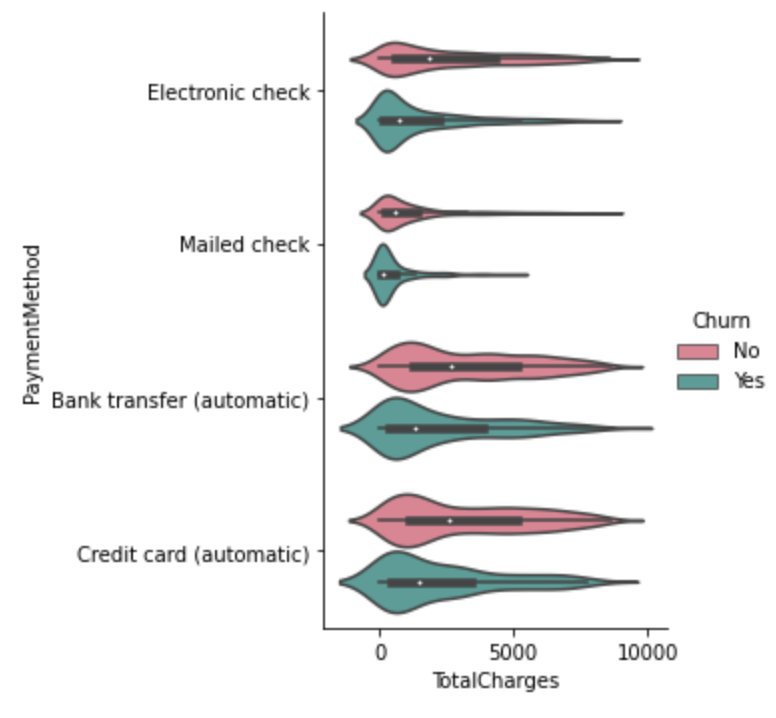 Electronic check
Mailed check
PaymentMethod
Bank transfer (automatic)
Credit card (automatic)
0 5000 10000
TotalCharges
Churn
No
Yes